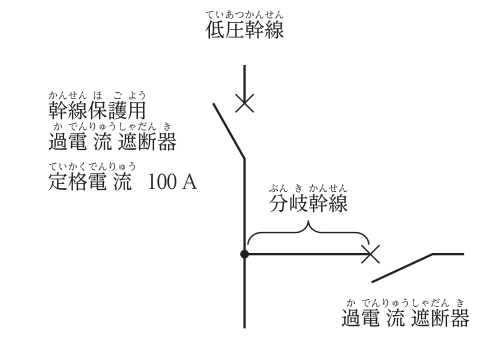 ていあつかんせん
低圧幹線
かんせん ほ ご よう
幹線保護用
か でんりゅうしゃだん き
過電流遮断器
ていかくでんりゅう
定格電流 100 A
ぶん き かんせん
分岐幹線
か でんりゅうしゃだん き
過電流遮断器